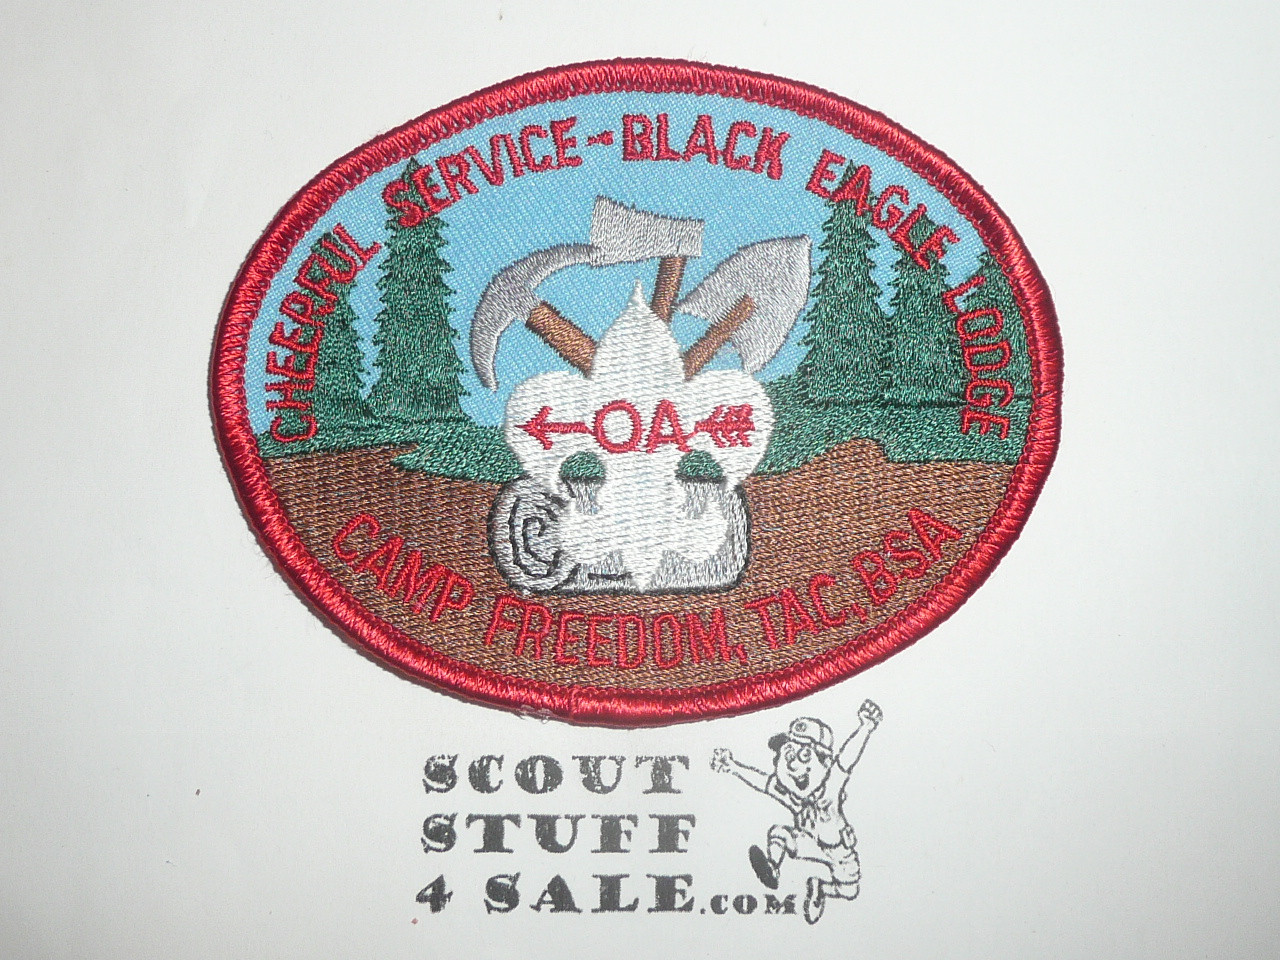 CHEERFUL SERVICE - BLACK EAGLE LODGE
OA
CAMP FREEDOM, TAC, BSA
SCOUT
STUFF
4 SALE.COM